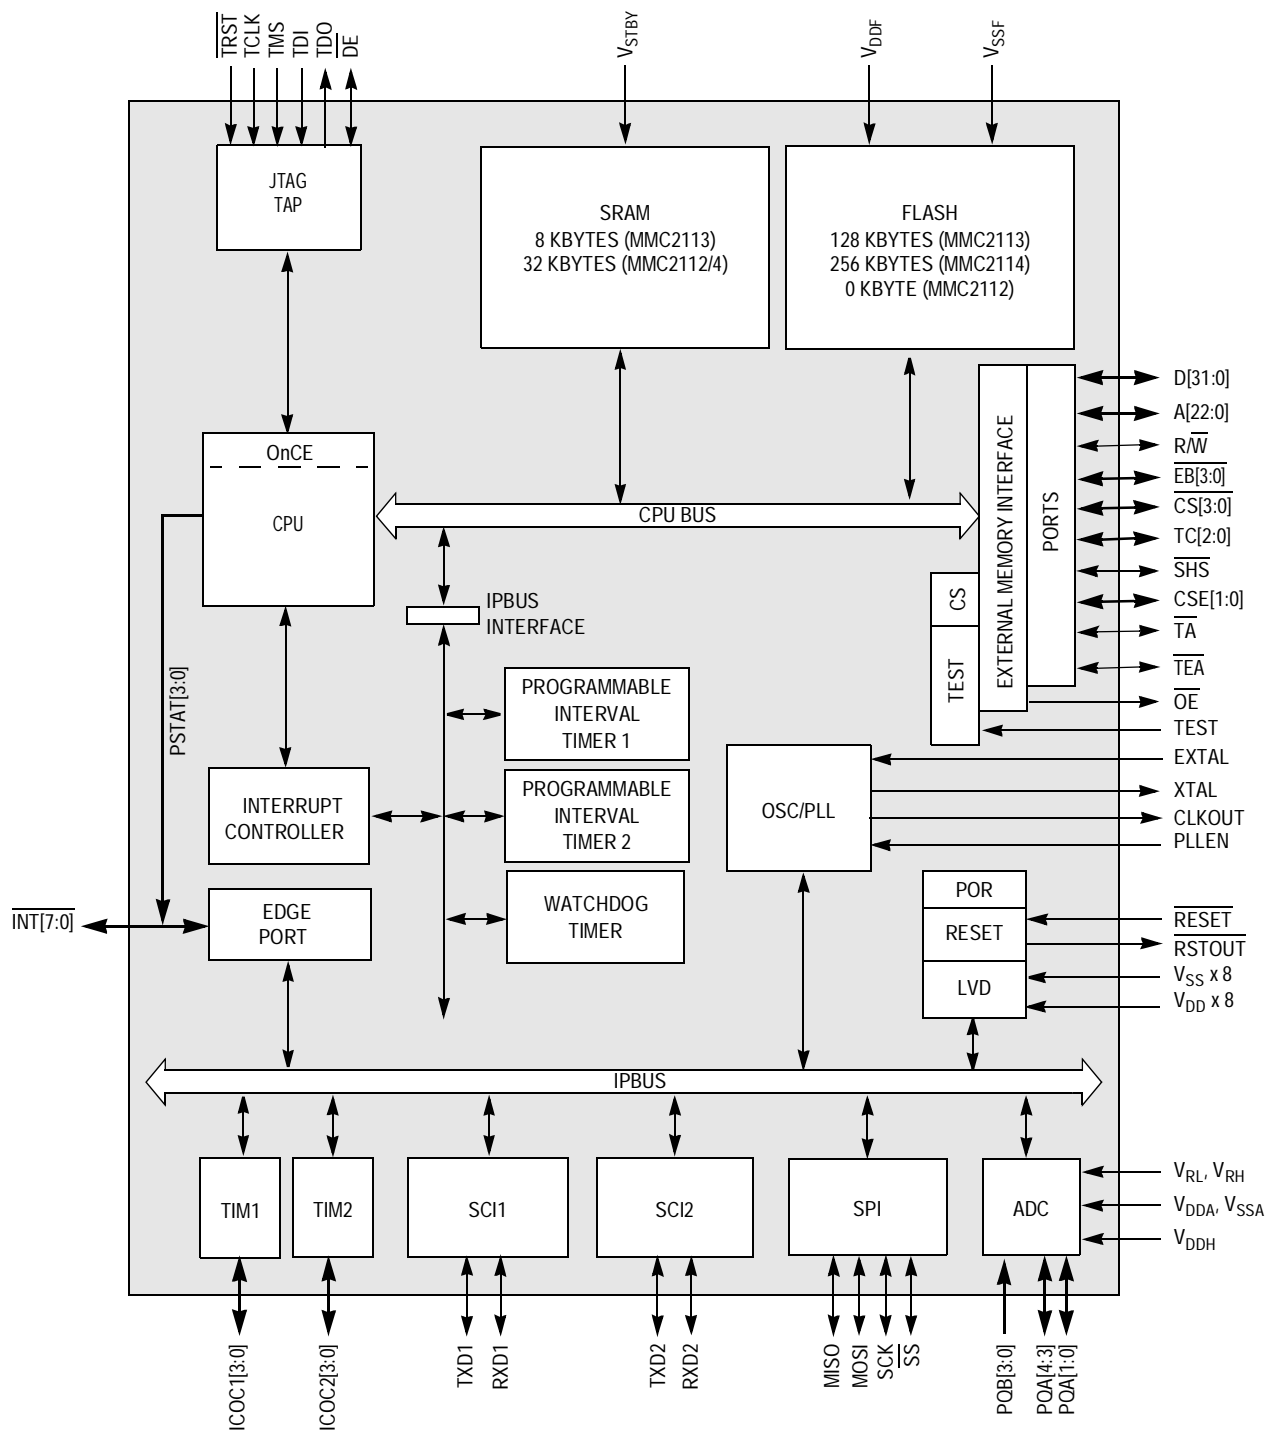 TRST
TCLK
TMS
TDI
TDO
DE
VSTBY
VDDF
VSSF
JTAG
TAP
SRAM
8 KBYTES (MMC2113)
32 KBYTES (MMC2112/4)
FLASH
128 KBYTES (MMC2113)
256 KBYTES (MMC2114)
0 KBYTE (MMC2112)
OnCE
CPU
CPU BUS
IPBUS
INTERFACE
EXTERNAL MEMORY INTERFACE
PORTS
CS
TEST
D[31:0]
A[22:0]
R/W
EB[3:0]
CS[3:0]
TC[2:0]
SHS
CSE[1:0]
TA
TEA
OE
TEST
EXTAL
XTAL
CLKOUT
PLLEN
PSTAT[3:0]
PROGRAMMABLE
INTERVAL
TIMER 1
PROGRAMMABLE
INTERVAL
TIMER 2
WATCHDOG
TIMER
INTERRUPT
CONTROLLER
EDGE
PORT
INT[7:0]
OSC/PLL
POR
RESET
LVD
RESET
RSTOUT
VSS x 8
VDD x 8
IPBUS
TIM1
TIM2
SCI1
SCI2
SPI
ADC
VRL, VRH
VDDA, VSSA
VDDH
ICOC1[3:0]
ICOC2[3:0]
TXD1
RXD1
TXD2
RXD2
MISO
MOSI
SCK
SS
PQB[3:0]
PQA[4:3]
PQA[1:0]